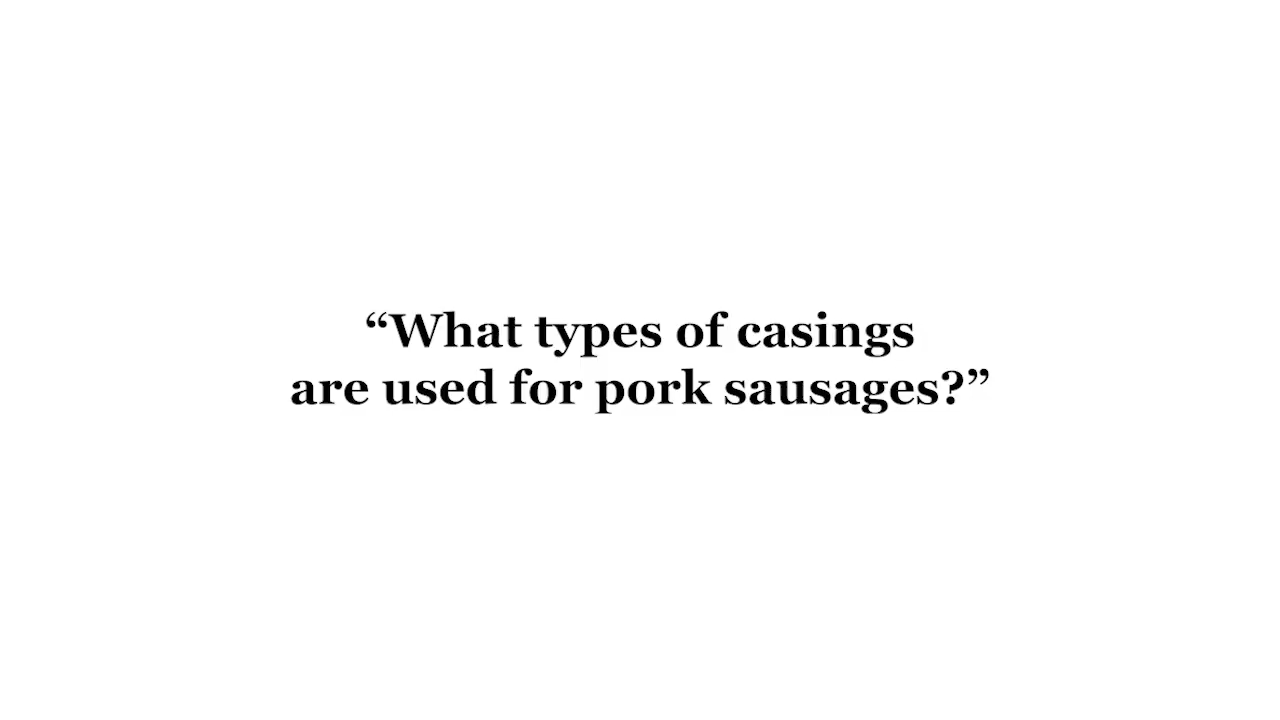 “What types of casings
are used for pork sausages?”